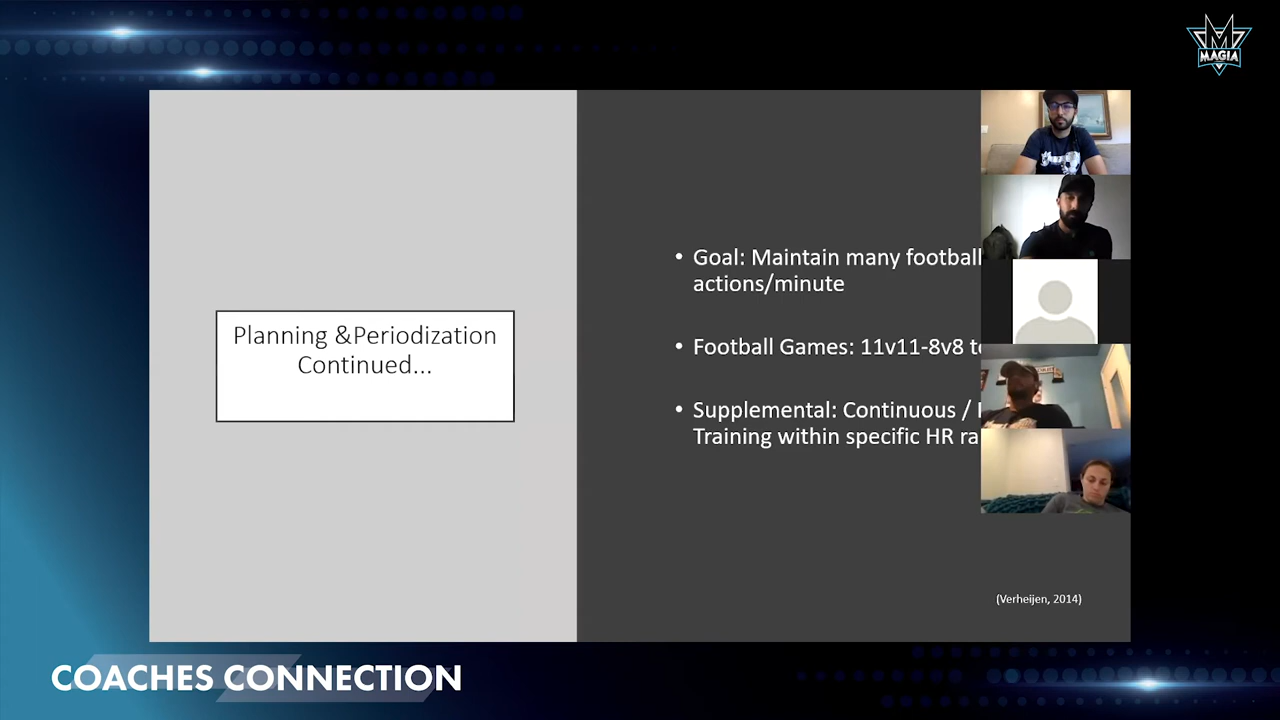 MAGIA
Planning &Periodization
Continued...
• Goal: Maintain many football
actions/minute
• Football Games: 11v11-8v8
• Supplemental: Continuous /
Training within specific HR
(Verheijen, 2014)
COACHES CONNECTION